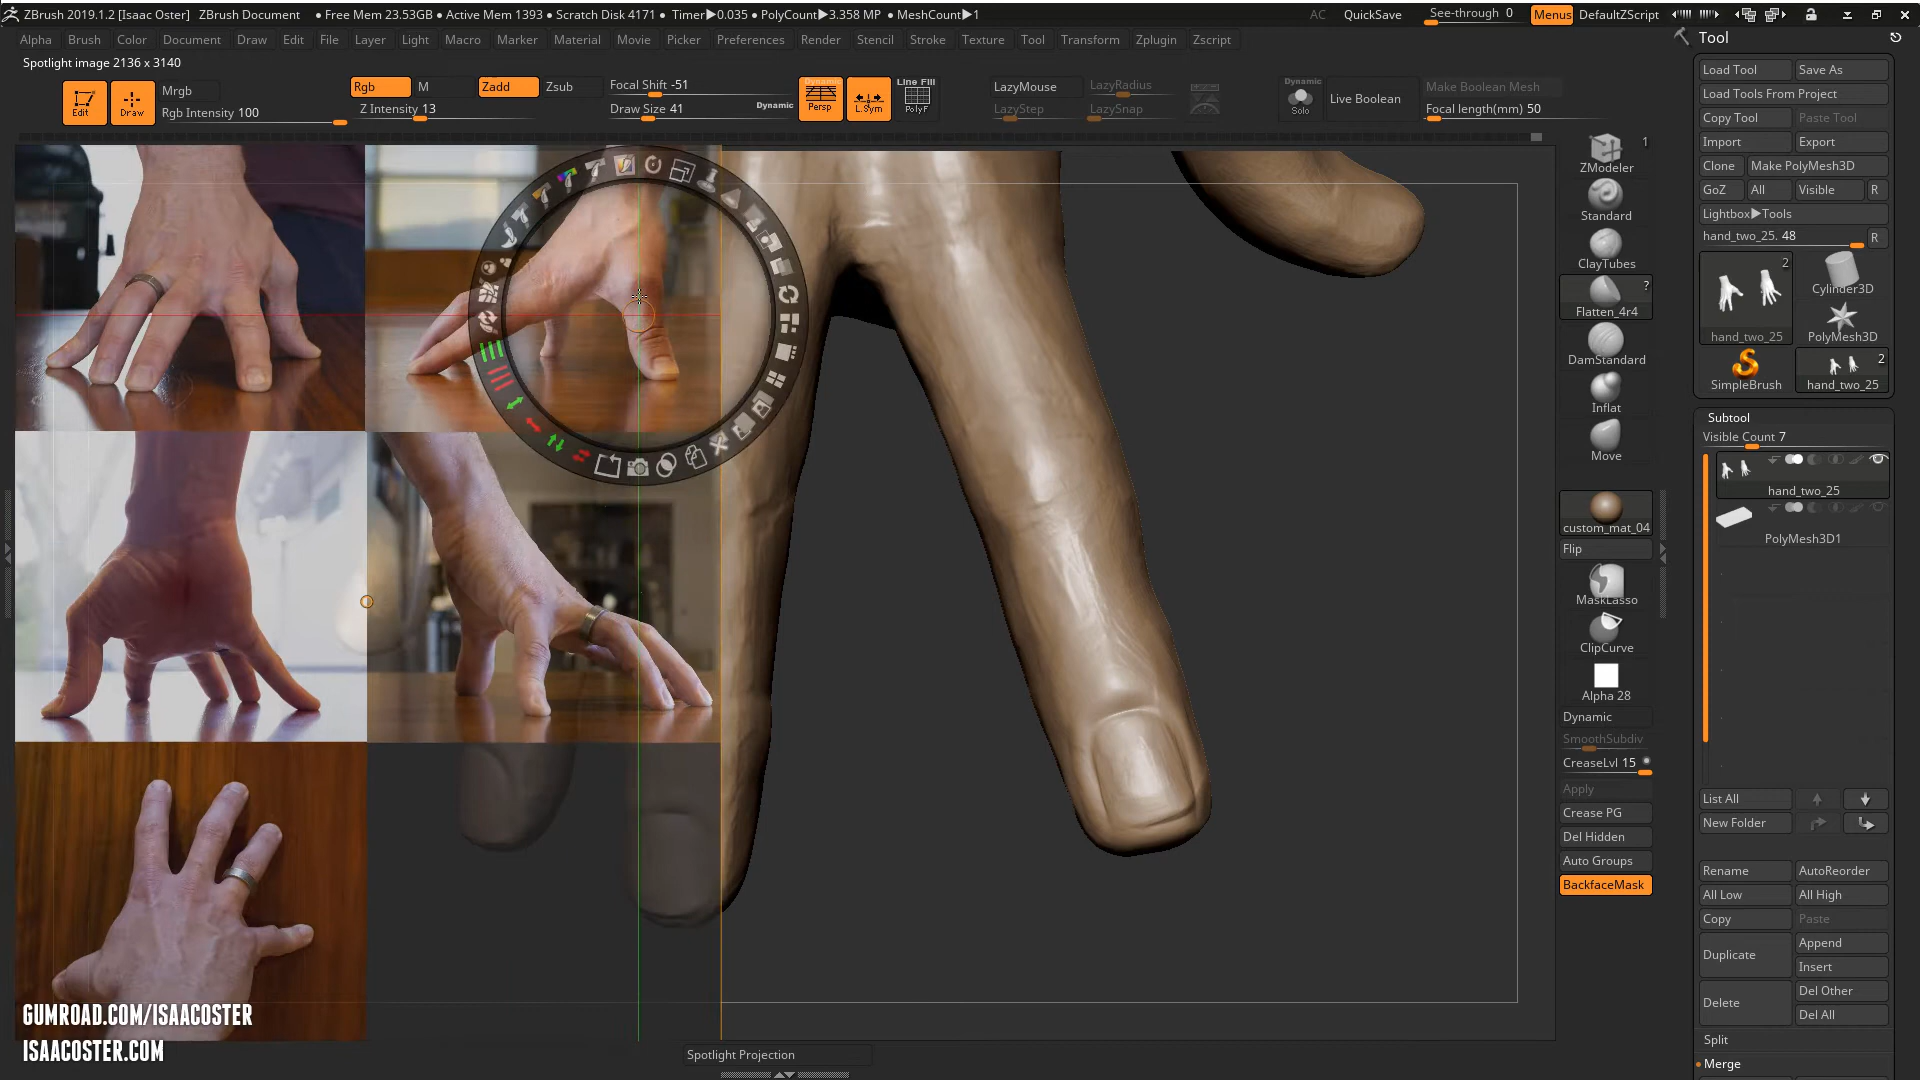 ZBrush 2019.1.2 [Isaac Oster] ZBrush Document • Free Mem 23.53GB • Active Mem 1393 • Scratch Disk 4171 • Timer▶0.035 • PolyCount▶3.358 MP • MeshCount▶1 AC QuickSave See-through 0 Menus DefaultZScript
Alpha Brush Color Document Draw Edit File Layer Light Macro Marker Material Movie Picker Preferences Render Stencil Stroke Texture Tool Transform Zplugin Zscript
Spotlight image 2136 x 3140
Edit
Draw
Mrgb
Rgb Intensity 100
Rgb
M
Z Intensity 13
Zadd
Zsub
Focal Shift -51
Draw Size 41
Dynamic
Dynamic
Persp
L.Sym
Line Fill
PolyF
LazyMouse
LazyRadius
LazyStep
LazySnap
Dynamic
Solo
Live Boolean
Make Boolean Mesh
Focal length(mm) 50
ZModeler
1
Standard
ClayTubes
?
Flatten_4r4
DamStandard
Inflat
Move
custom_mat_04
Flip
MaskLasso
ClipCurve
Alpha 28
Dynamic
SmoothSubdiv
CreaseLvl 15
Apply
Crease PG
Del Hidden
Auto Groups
BackfaceMask
Tool
Load Tool Save As
Load Tools From Project
Copy Tool Paste Tool
Import Export
Clone Make PolyMesh3D
GoZ All Visible R
Lightbox▶Tools
hand_two_25. 48 R
2
hand_two_25
Cylinder3D
PolyMesh3D
SimpleBrush
2
hand_two_25
Subtool
Visible Count 7
hand_two_25
PolyMesh3D1
List All
New Folder
Rename AutoReorder
All Low All High
Copy Paste
Duplicate
Append
Insert
Delete
Del Other
Del All
Split
Merge
GUMROAD.COM/ISAACOSTER
ISAACOSTER.COM
Spotlight Projection